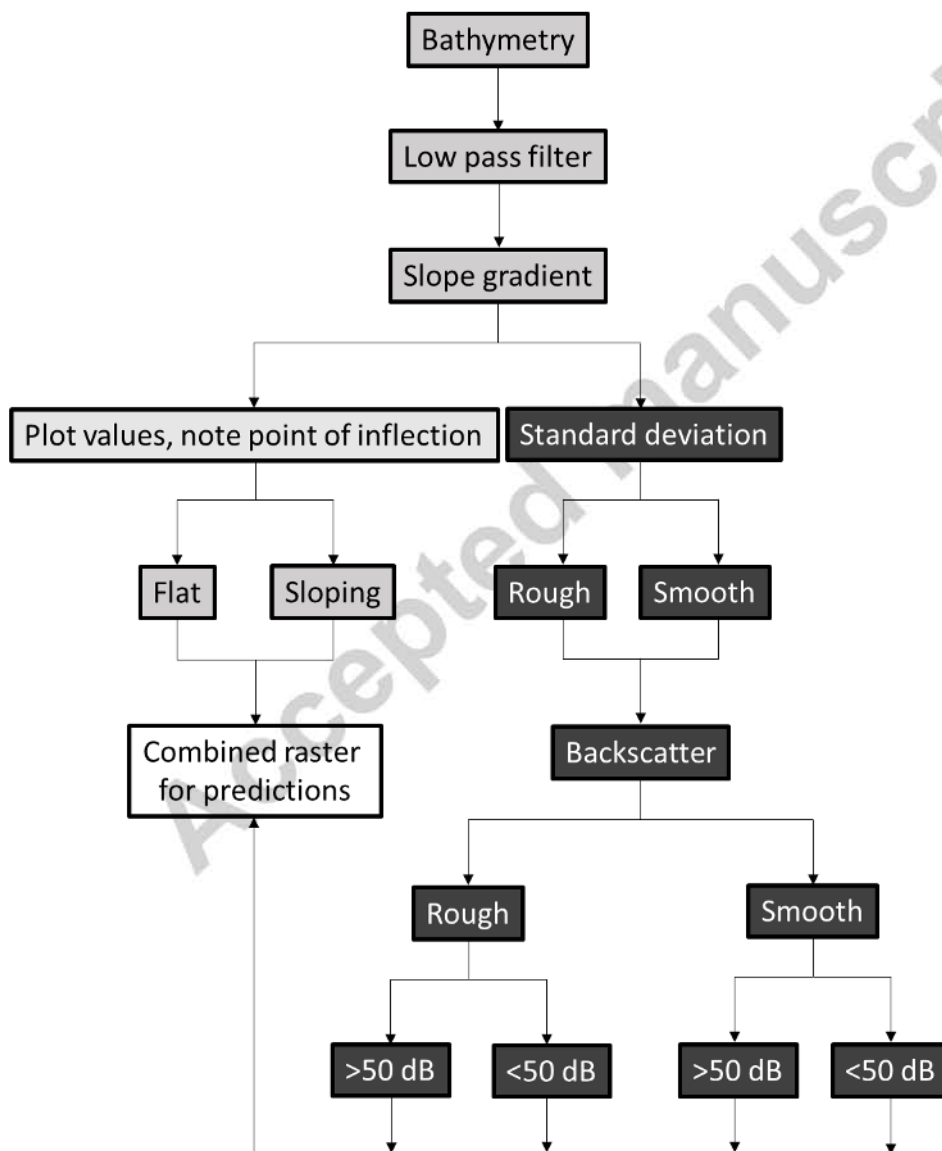 Bathymetry
Low pass filter
Slope gradient
Plot values, note point of inflection
Standard deviation
Flat
Sloping
Rough
Smooth
Combined raster
for predictions
Backscatter
Rough
Smooth
>50 dB
<50 dB
>50 dB
<50 dB
Accepted manuscript